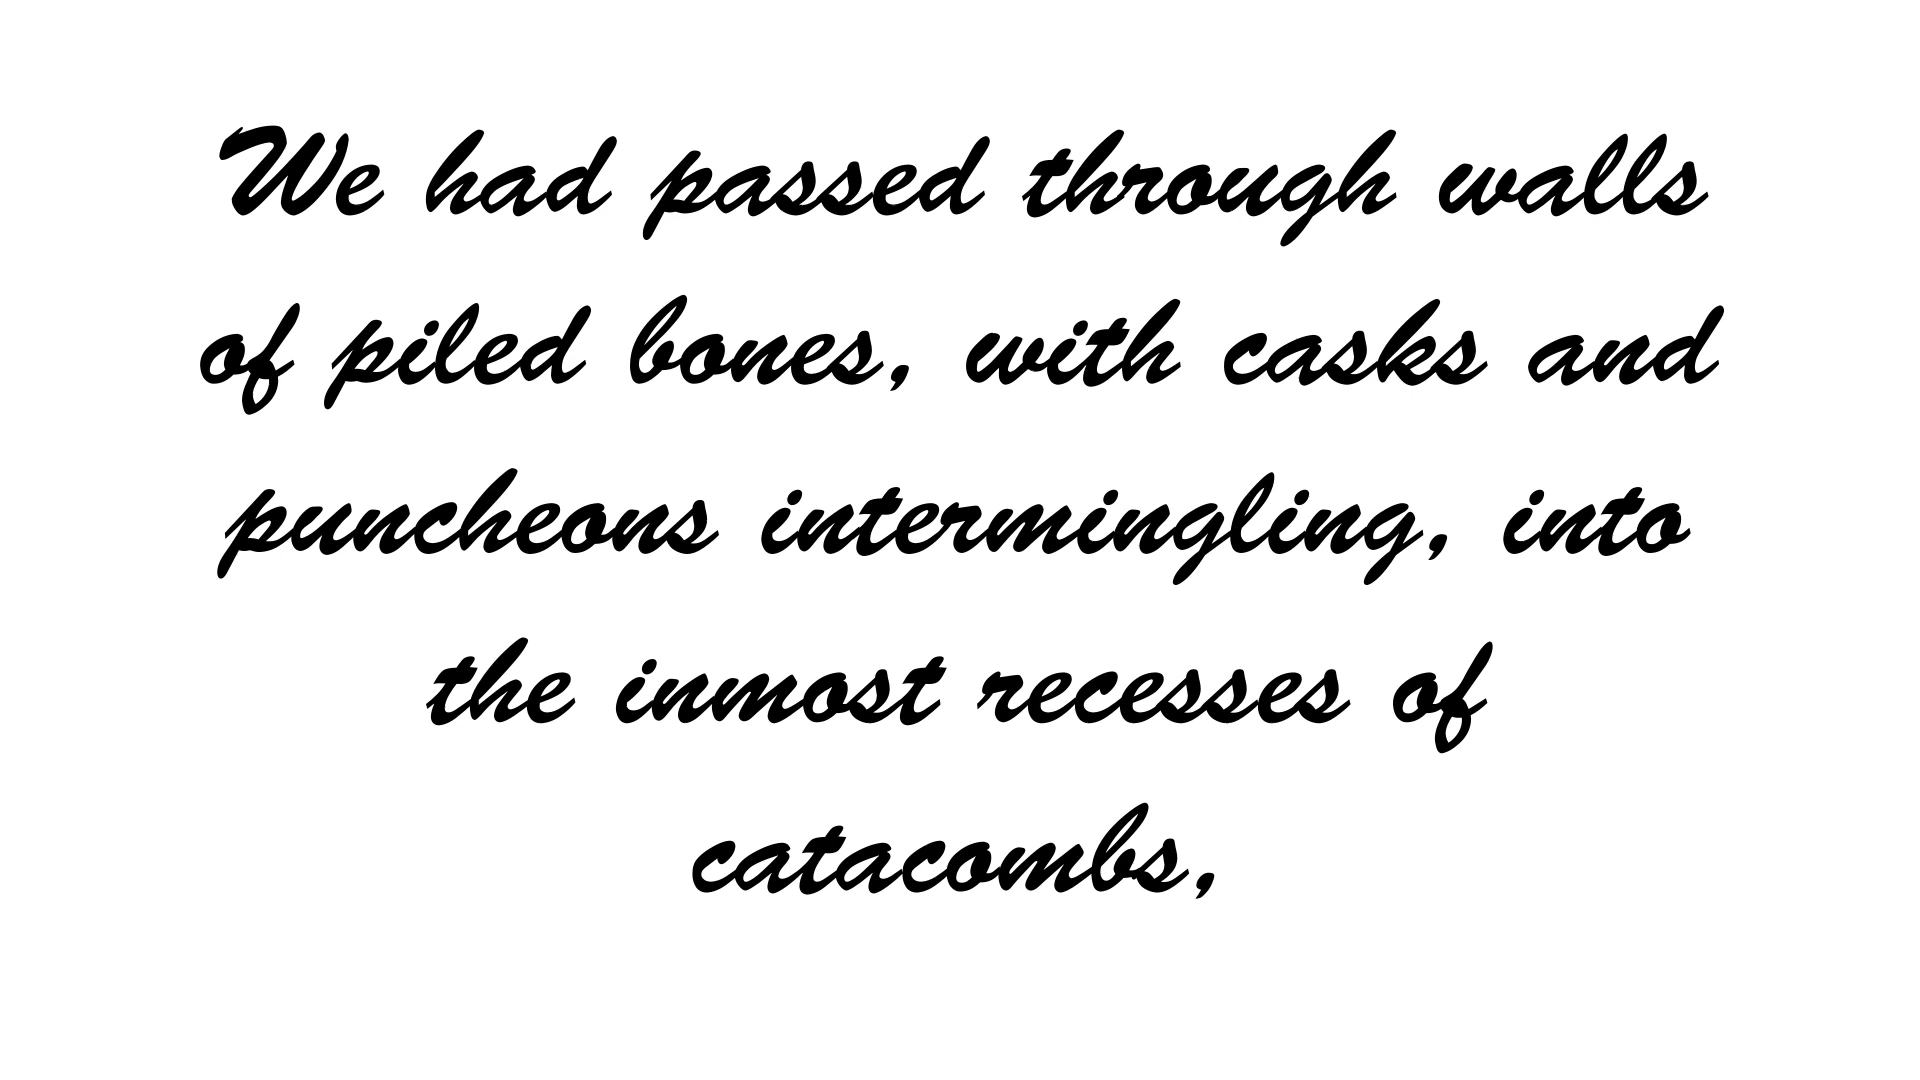 We had passed through walls
of piled bones, with casks and
puncheons intermingling, into
the inmost recesses of
catacombs,